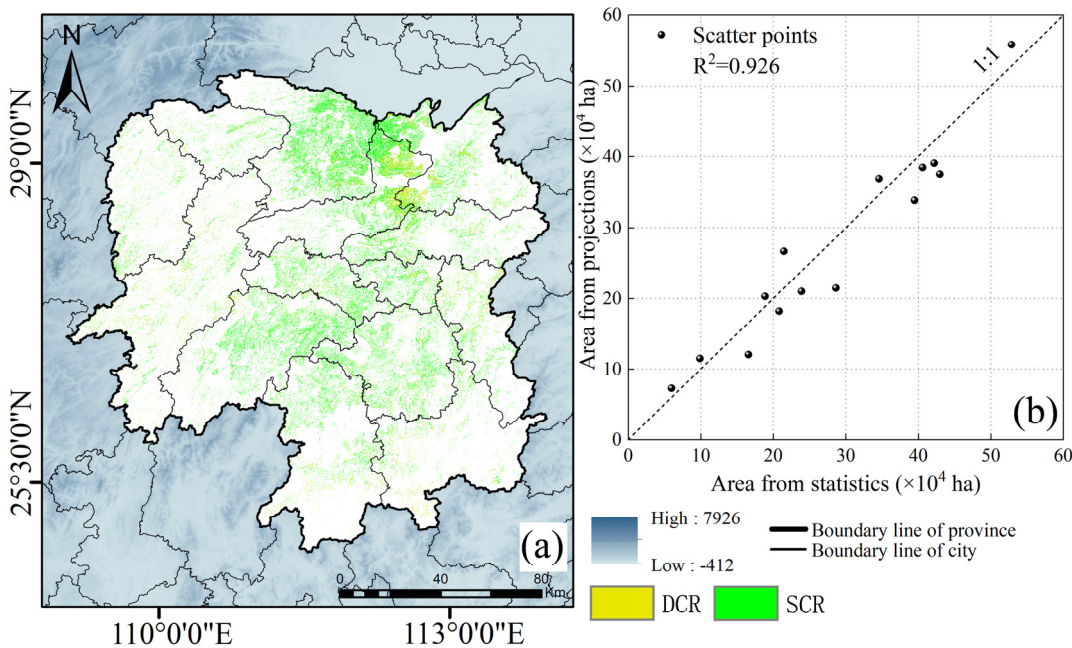 N
29°0'0"N
25°30'0"N
110°0'0"E
113°0'0"E
(a)
0 40 80
Km
60
50
40
30
20
10
0
Area from projections (×10⁴ ha)
Scatter points
R²=0.926
1:1
(b)
0 10 20 30 40 50 60
Area from statistics (×10⁴ ha)
High : 7926
Low : -412
Boundary line of province
Boundary line of city
DCR
SCR